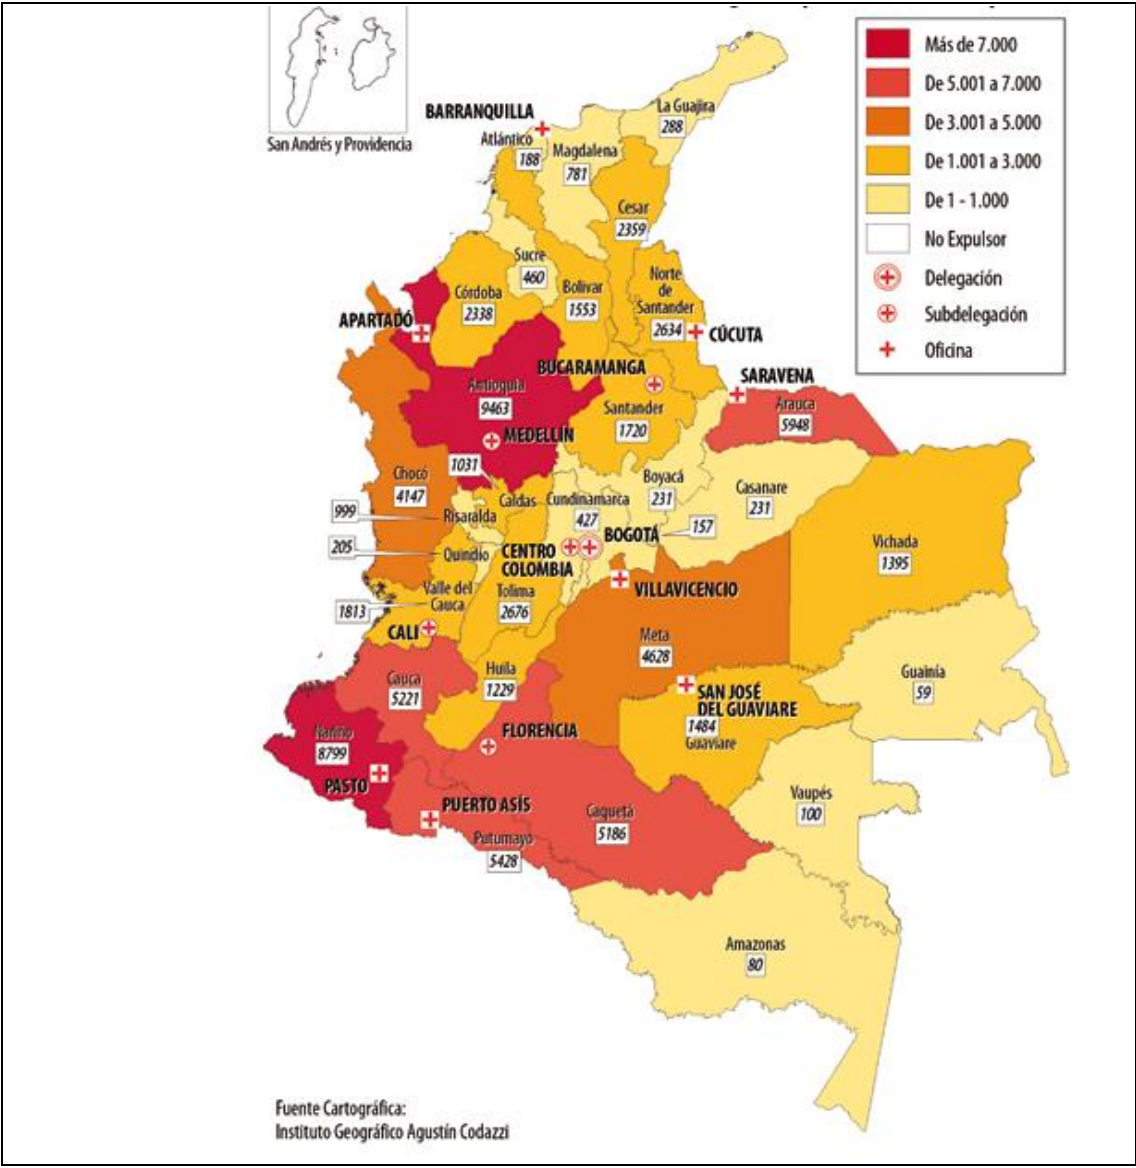 San Andrés y Providencia
Más de 7.000
De 5.001 a 7.000
De 3.001 a 5.000
De 1.001 a 3.000
De 1 - 1.000
No Expulsor
Delegación
Subdelegación
Oficina
La Guajira
288
BARRANQUILLA
Atlántico
188
Magdalena
781
Cesar
2359
Sucre
460
Norte
de
Santander
2634
Bolívar
1553
Córdoba
2338
APARTADÓ
CÚCUTA
BUCARAMANGA
SARAVENA
Antioquia
9463
Santander
1720
Arauca
5948
MEDELLÍN
1031
Chocó
4147
Boyacá
231
Casanare
231
Caldas
Cundinamarca
427
999
Risaralda
157
BOGOTÁ
205
Quindío
CENTRO
COLOMBIA
Vichada
1395
Valle del
Cauca
1813
Tolima
2676
VILLAVICENCIO
CALI
Meta
4628
Huila
1229
Cauca
5221
Guainía
59
SAN JOSÉ
DEL GUAVIARE
1484
Guaviare
FLORENCIA
Nariño
8799
PASTO
PUERTO ASÍS
Vaupés
100
Caquetá
5186
Putumayo
5428
Amazonas
80
Fuente Cartográfica:
Instituto Geográfico Agustín Codazzi